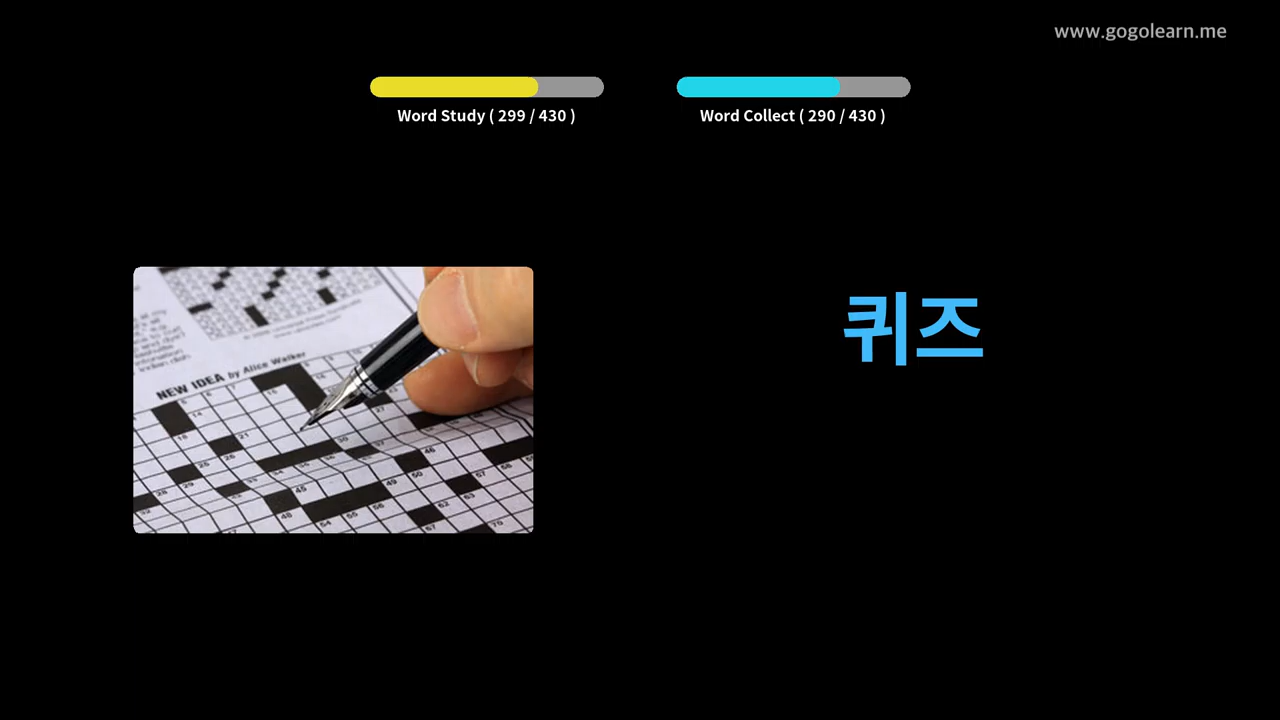 www.gogolearn.me
Word Study ( 299 / 430 )
Word Collect ( 290 / 430 )
NEW IDEA by Alice Walker
퀴즈